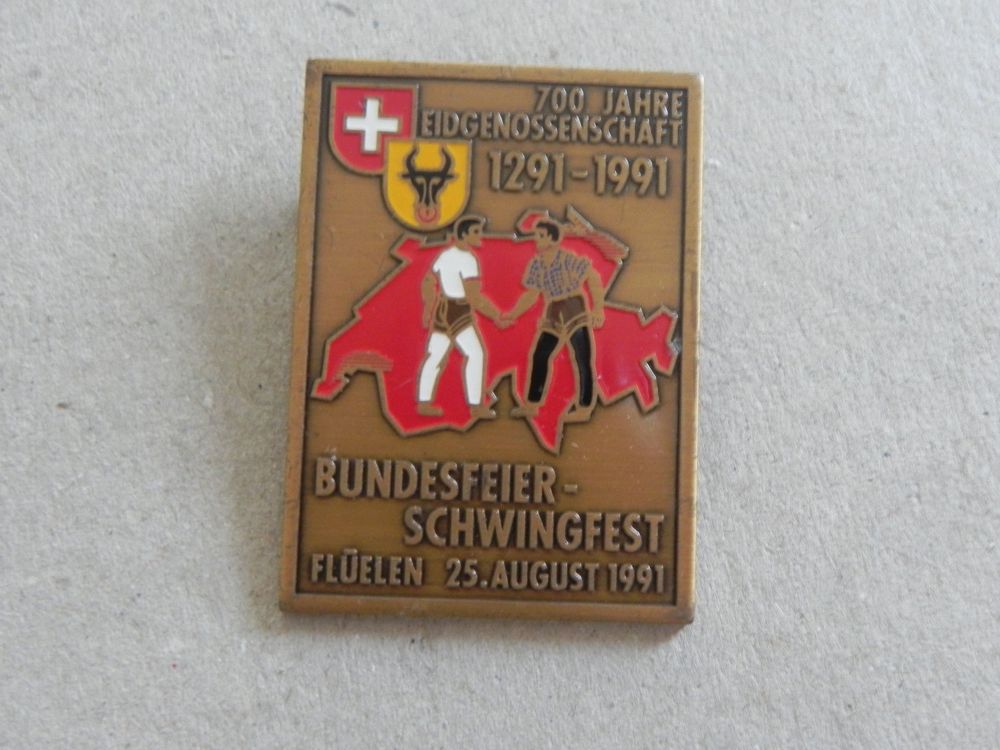 700 JAHRE
EIDGENOSSENSCHAFT
1291-1991
BUNDESFEIER-
SCHWINGFEST
FLÜELEN 25. AUGUST 1991